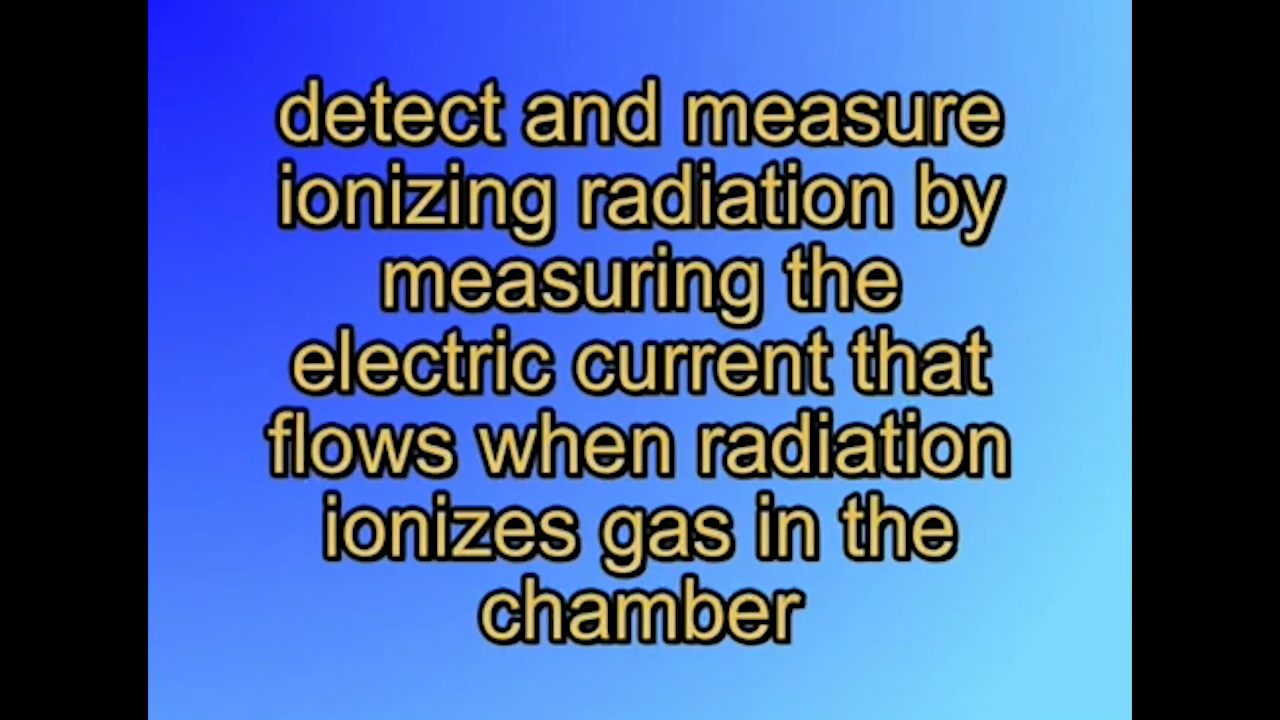 detect and measure
ionizing radiation by
measuring the
electric current that
flows when radiation
ionizes gas in the
chamber